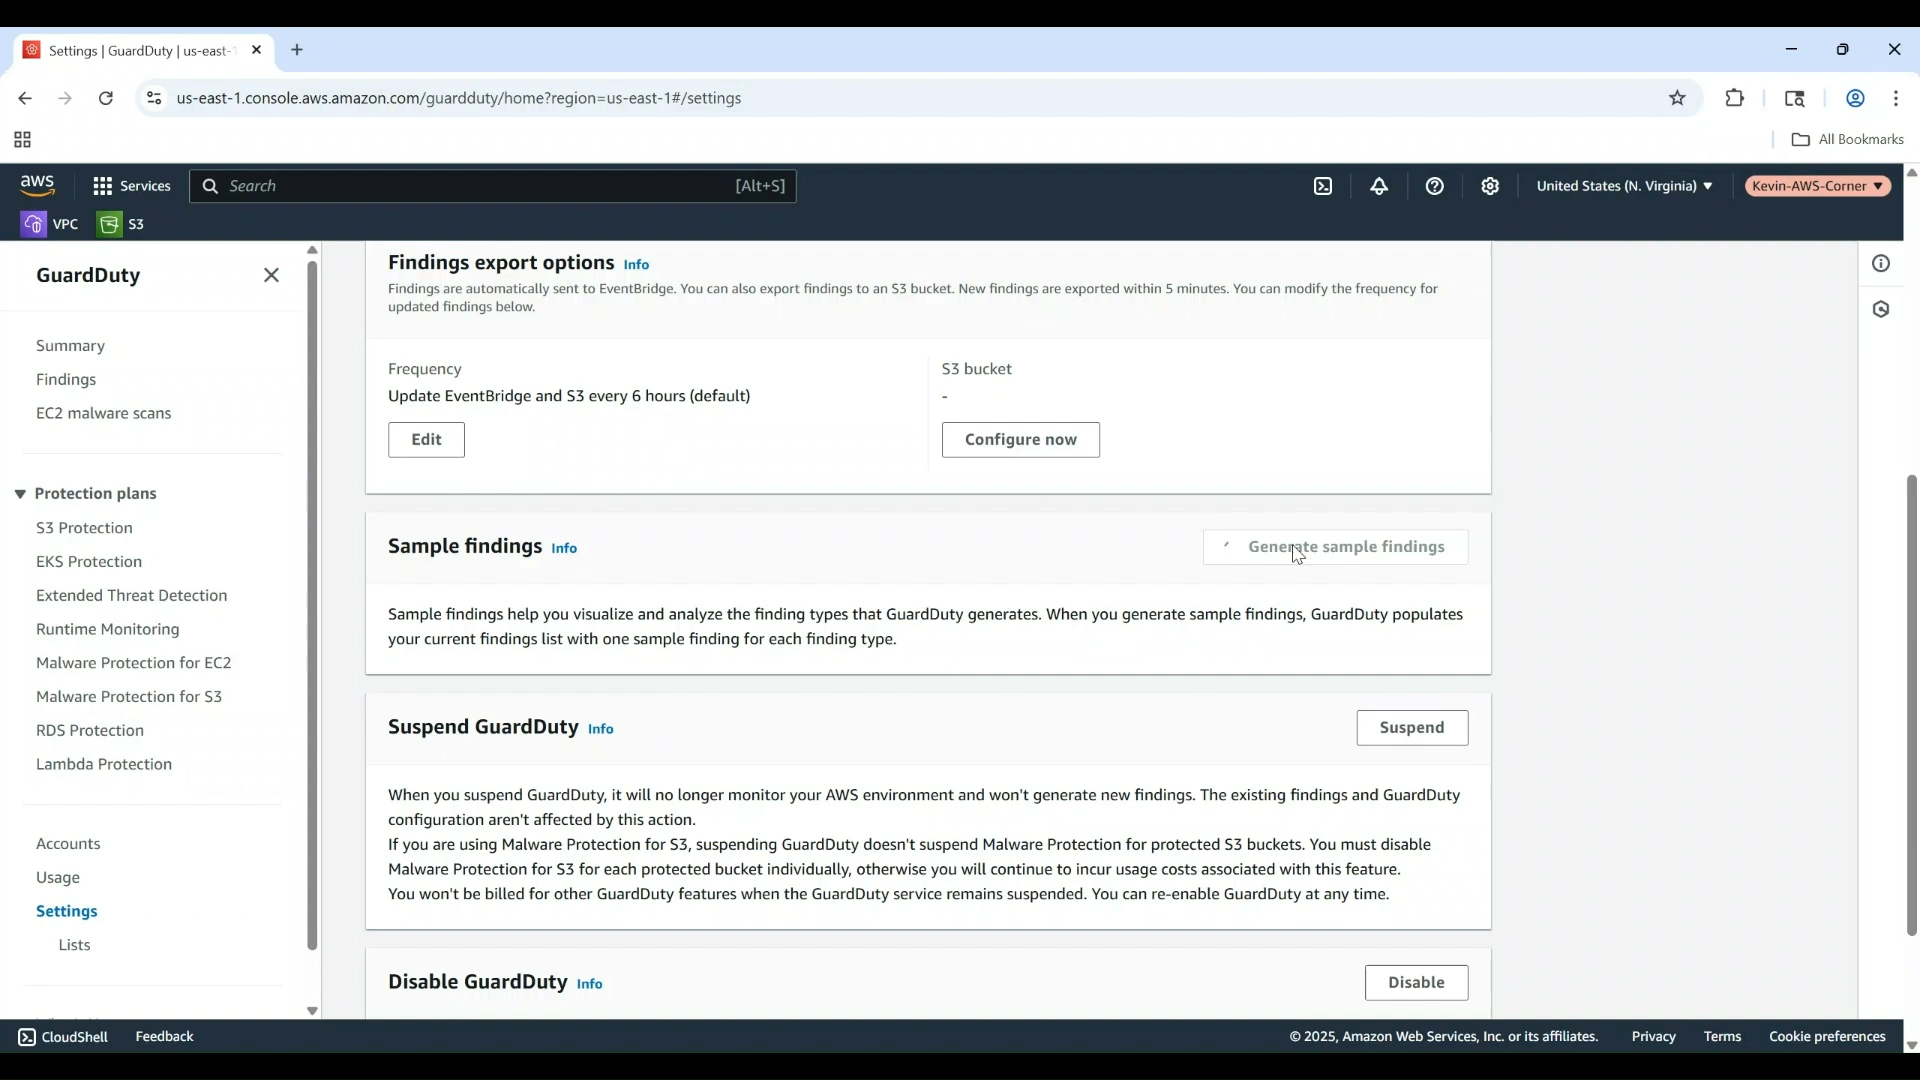 Settings | GuardDuty | us-east-1
us-east-1.console.aws.amazon.com/guardduty/home?region=us-east-1#/settings
All Bookmarks
aws
Services
Search
[Alt+S]
United States (N. Virginia)
Kevin-AWS-Corner
VPC
S3
GuardDuty
Summary
Findings
EC2 malware scans
Protection plans
S3 Protection
EKS Protection
Extended Threat Detection
Runtime Monitoring
Malware Protection for EC2
Malware Protection for S3
RDS Protection
Lambda Protection
Accounts
Usage
Settings
Lists
Findings export options Info
Findings are automatically sent to EventBridge. You can also export findings to an S3 bucket. New findings are exported within 5 minutes. You can modify the frequency for
updated findings below.
Frequency
Update EventBridge and S3 every 6 hours (default)
Edit
S3 bucket
-
Configure now
Sample findings Info
Generate sample findings
Sample findings help you visualize and analyze the finding types that GuardDuty generates. When you generate sample findings, GuardDuty populates
your current findings list with one sample finding for each finding type.
Suspend GuardDuty Info
Suspend
When you suspend GuardDuty, it will no longer monitor your AWS environment and won't generate new findings. The existing findings and GuardDuty
configuration aren't affected by this action.
If you are using Malware Protection for S3, suspending GuardDuty doesn't suspend Malware Protection for protected S3 buckets. You must disable
Malware Protection for S3 for each protected bucket individually, otherwise you will continue to incur usage costs associated with this feature.
You won't be billed for other GuardDuty features when the GuardDuty service remains suspended. You can re-enable GuardDuty at any time.
Disable GuardDuty Info
Disable
CloudShell
Feedback
© 2025, Amazon Web Services, Inc. or its affiliates.
Privacy
Terms
Cookie preferences